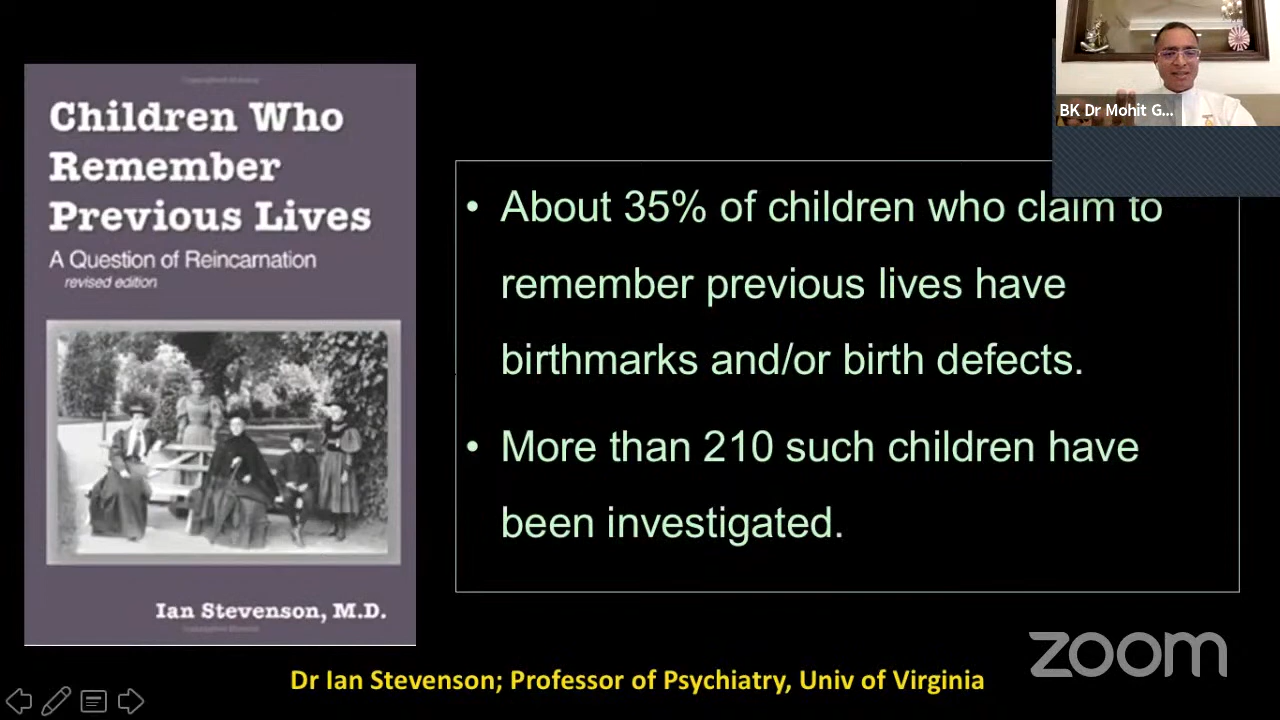 BK Dr Mohit G...
Children Who
Remember
Previous Lives
A Question of Reincarnation
revised edition
Ian Stevenson, M.D.
• About 35% of children who claim to
remember previous lives have
birthmarks and/or birth defects.
• More than 210 such children have
been investigated.
zoom
Dr Ian Stevenson; Professor of Psychiatry, Univ of Virginia